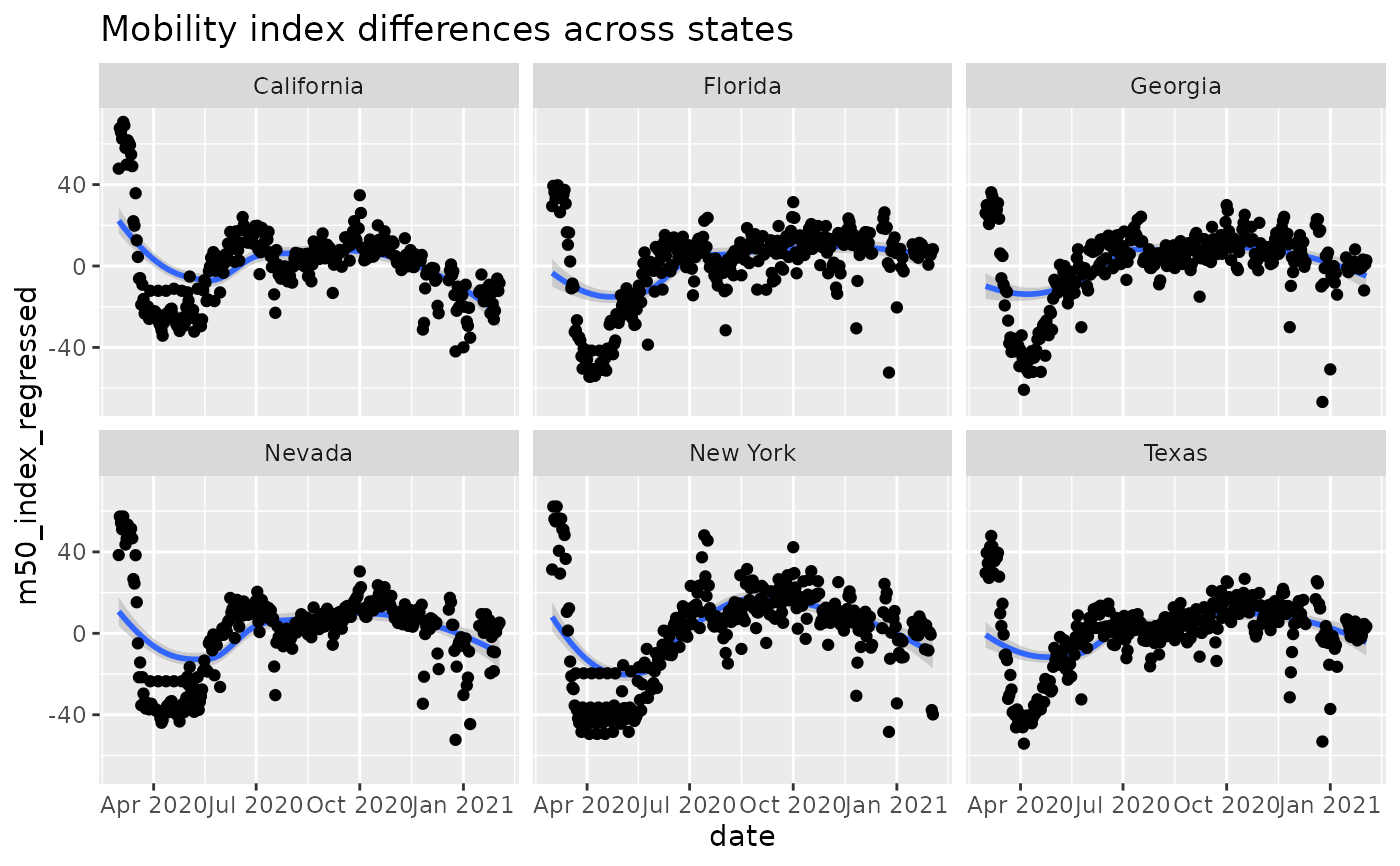 Mobility index differences across states
California Florida Georgia
40
0
-40
Nevada New York Texas
40
0
-40
m50_index_regressed
Apr 2020 Jul 2020 Oct 2020 Jan 2021 Apr 2020 Jul 2020 Oct 2020 Jan 2021 Apr 2020 Jul 2020 Oct 2020 Jan 2021
date